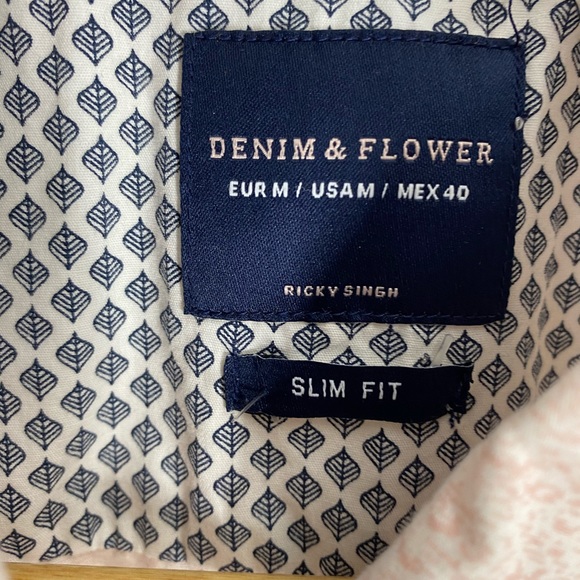 DENIM & FLOWER
EUR M / USA M / MEX 40
RICKY SINGH
SLIM FIT